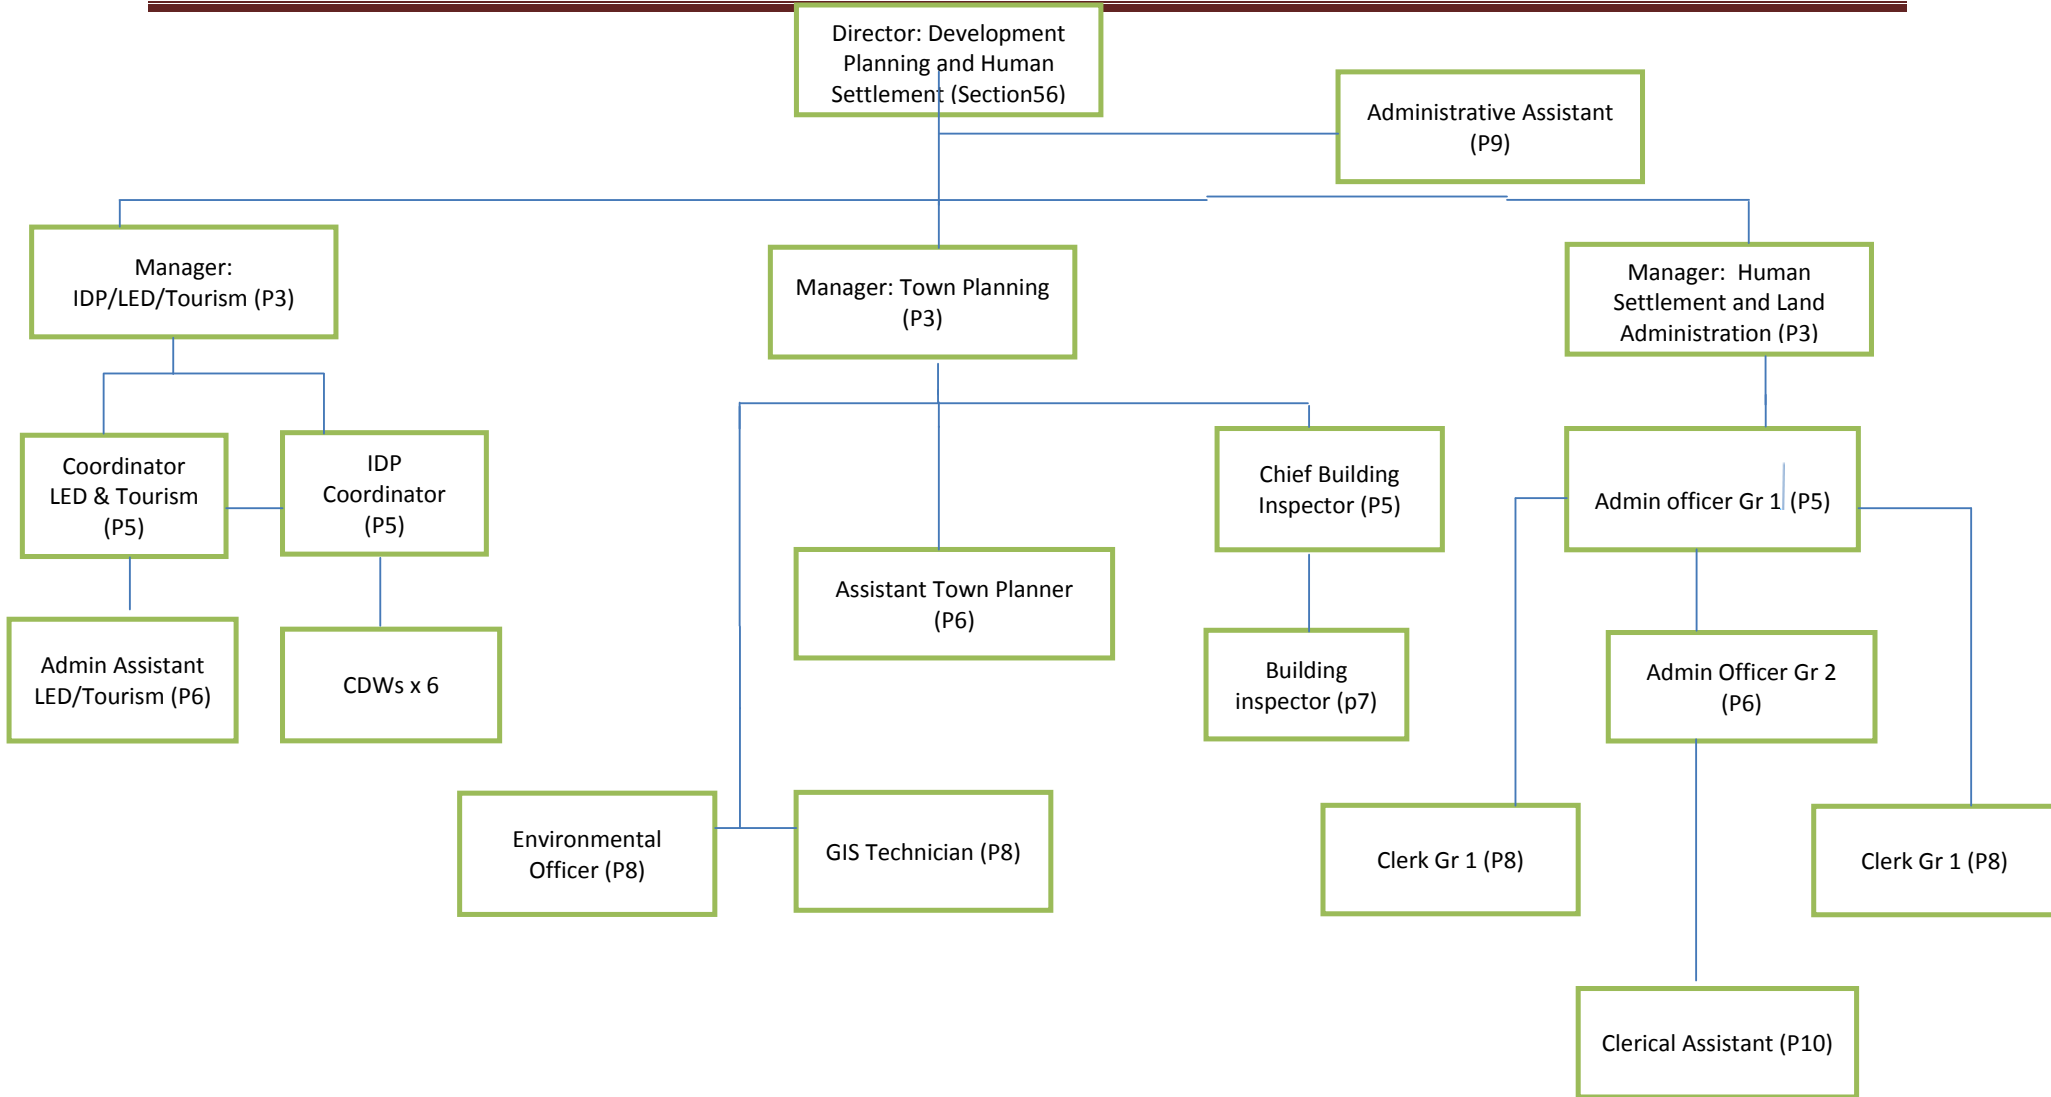 Director: Development
Planning and Human
Settlement (Section56)
Administrative Assistant
(P9)
Manager:
IDP/LED/Tourism (P3)
Manager: Town Planning
(P3)
Manager:  Human
Settlement and Land
Administration (P3)
Coordinator
LED & Tourism
(P5)
IDP
Coordinator
(P5)
Chief Building
Inspector (P5)
Admin officer Gr 1 (P5)
Assistant Town Planner
(P6)
Admin Assistant
LED/Tourism (P6)
CDWs x 6
Building
inspector (p7)
Admin Officer Gr 2
(P6)
Environmental
Officer (P8)
GIS Technician (P8)
Clerk Gr 1 (P8)
Clerk Gr 1 (P8)
Clerical Assistant (P10)